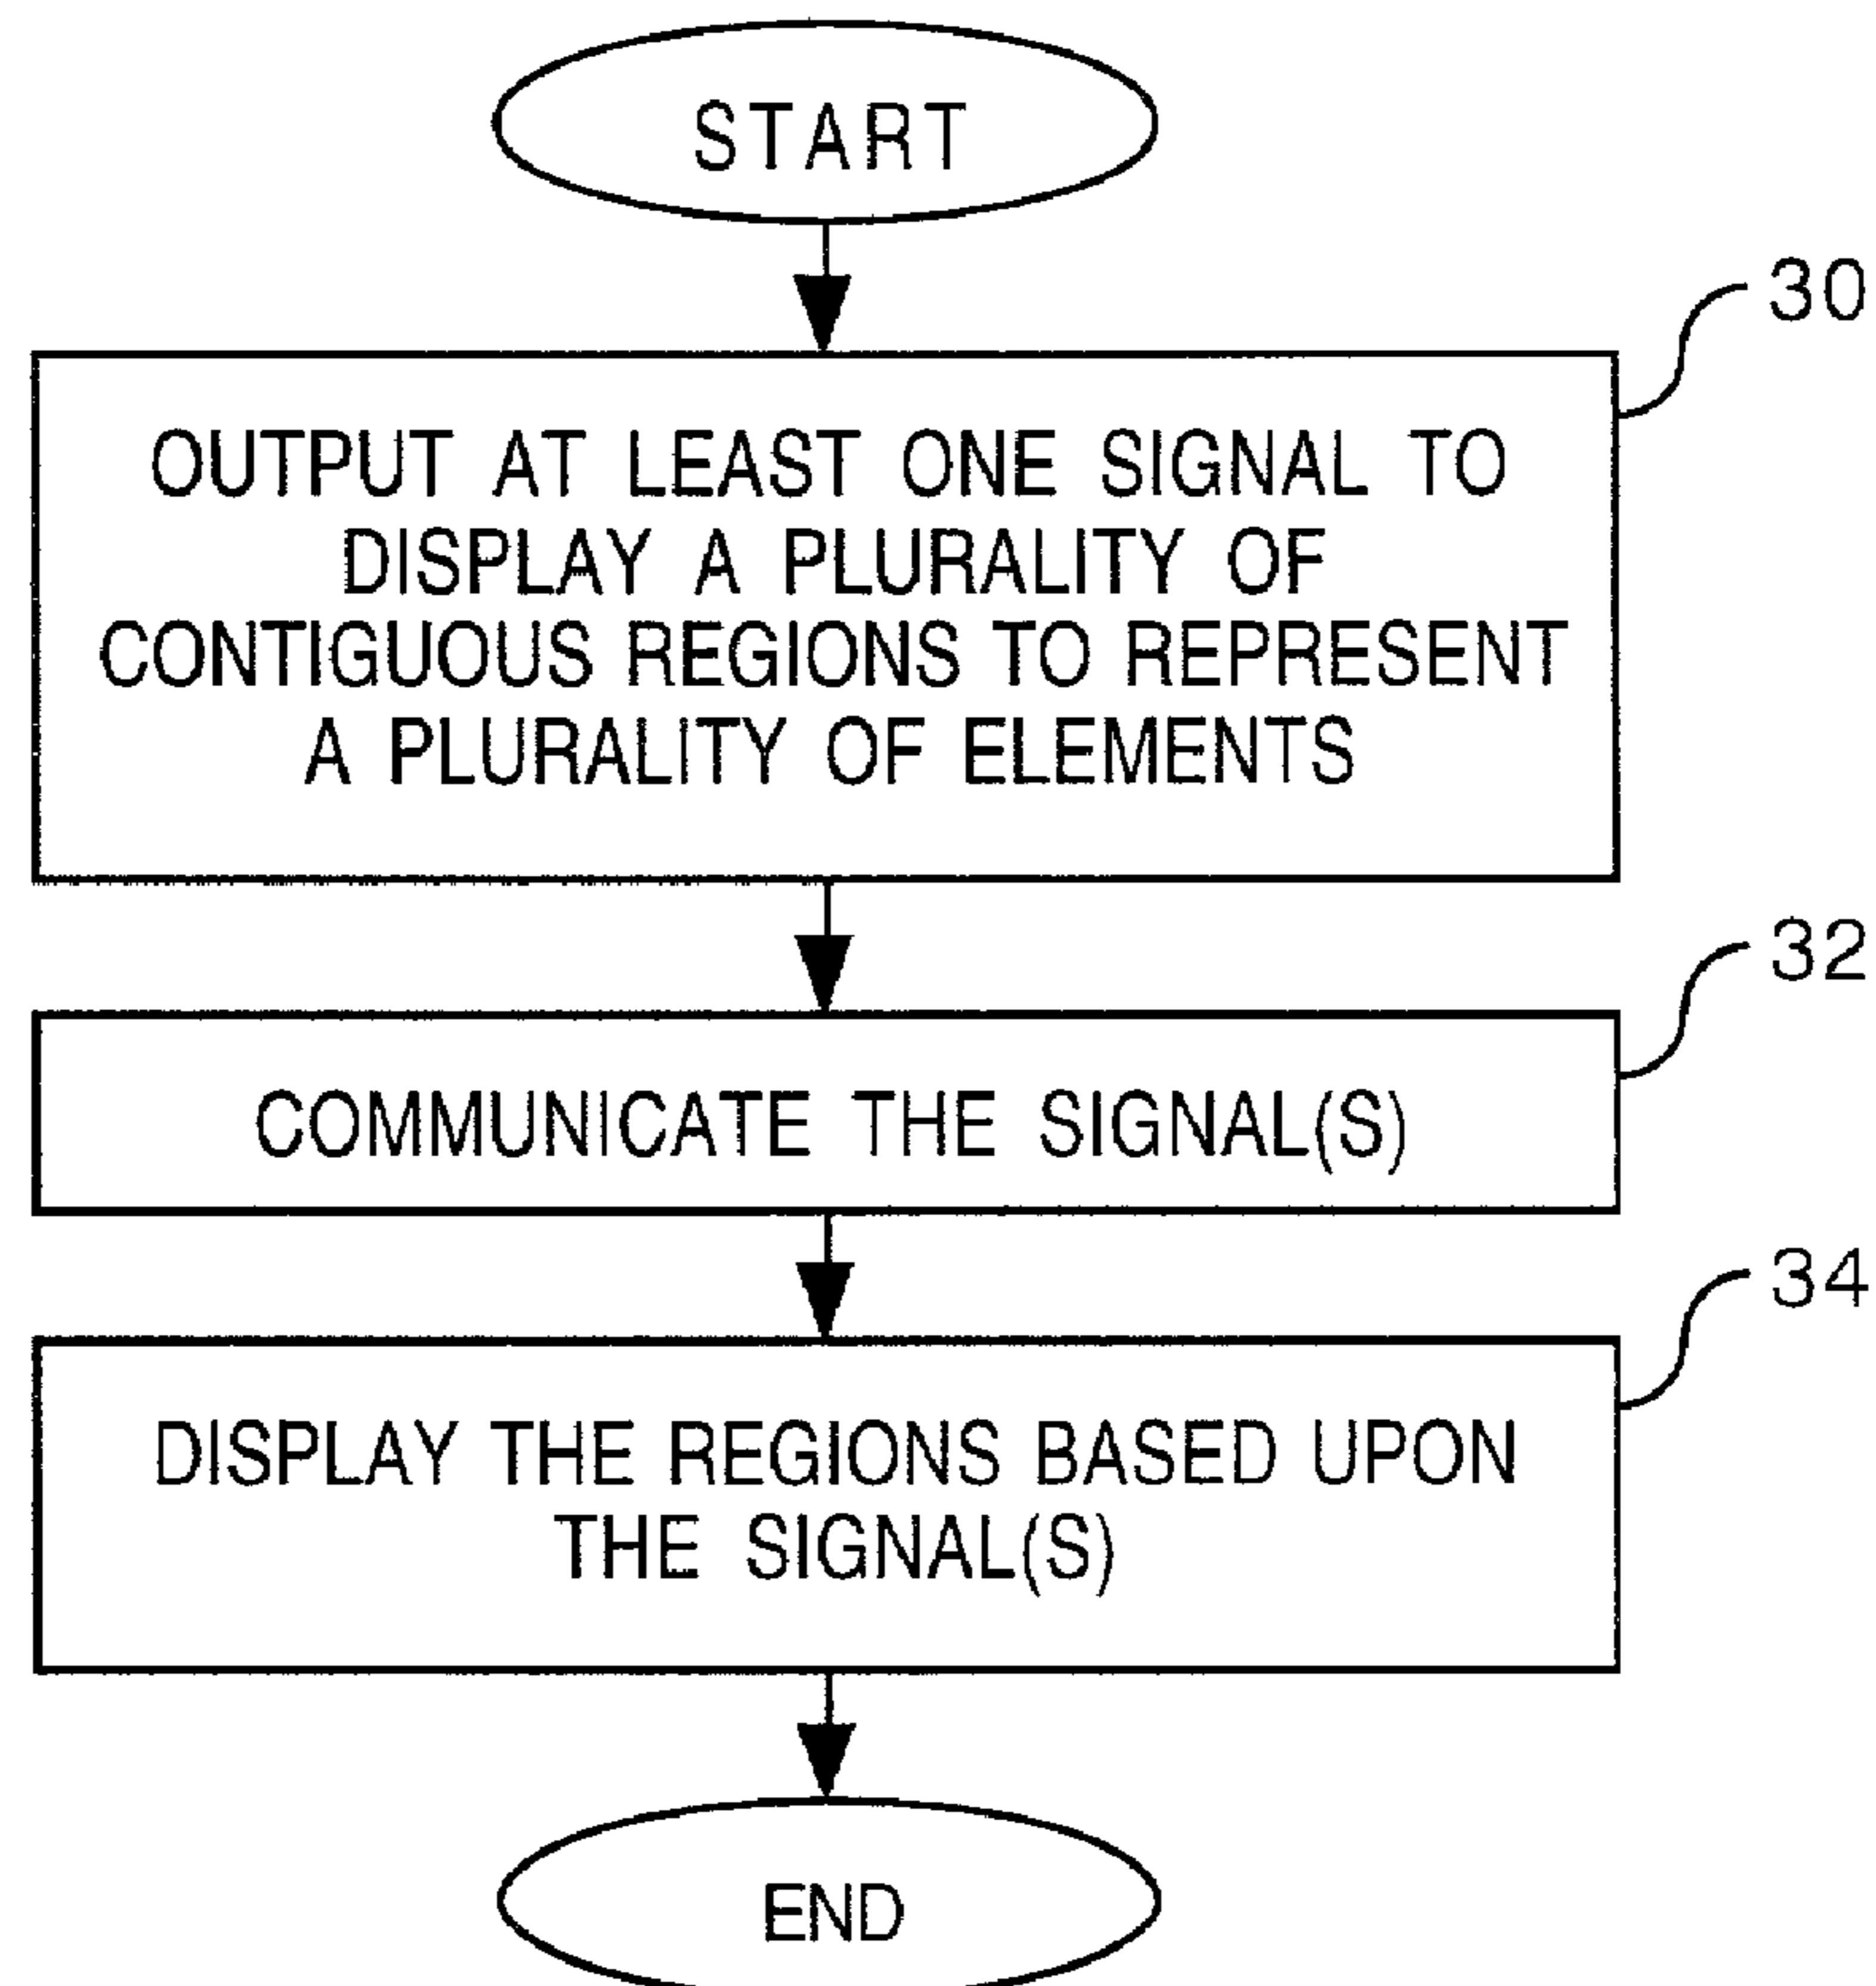 START
30
OUTPUT AT LEAST ONE SIGNAL TO
DISPLAY A PLURALITY OF
CONTIGUOUS REGIONS TO REPRESENT
A PLURALITY OF ELEMENTS
32
COMMUNICATE THE SIGNAL(S)
34
DISPLAY THE REGIONS BASED UPON
THE SIGNAL(S)
END